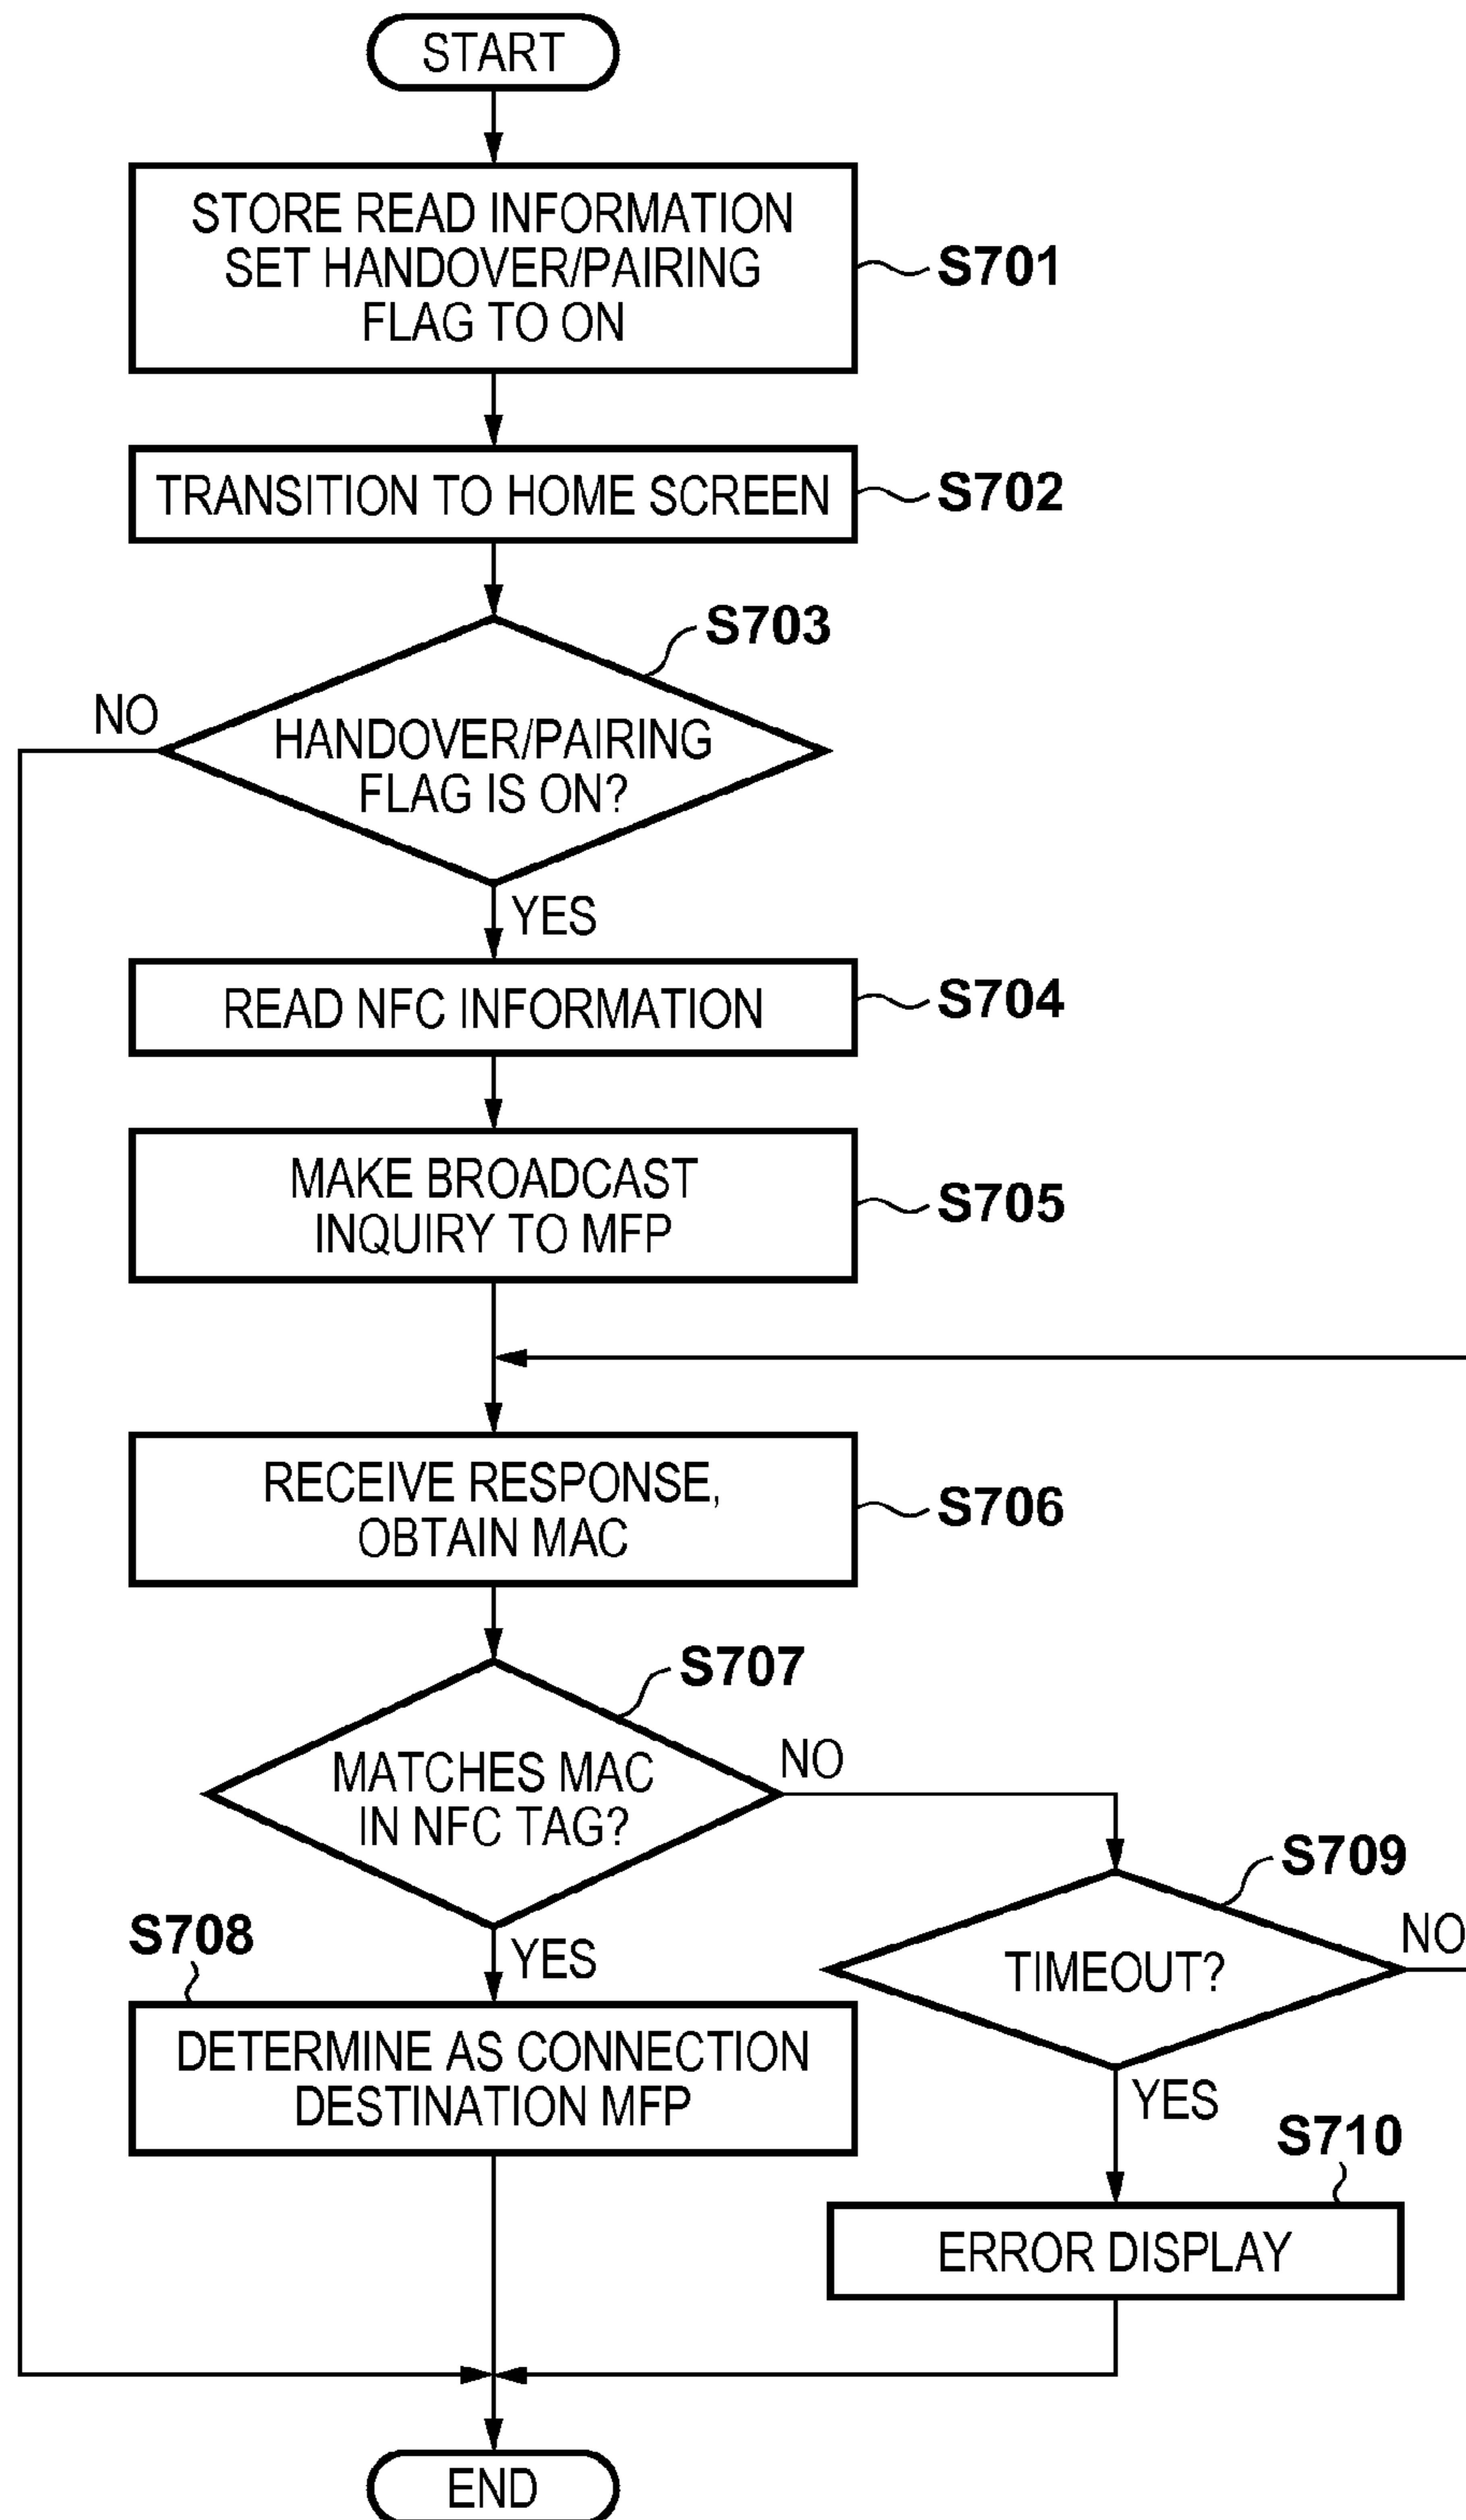 START
STORE READ INFORMATION
SET HANDOVER/PAIRING
FLAG TO ON
S701
TRANSITION TO HOME SCREEN
S702
S703
NO
HANDOVER/PAIRING
FLAG IS ON?
YES
READ NFC INFORMATION
S704
MAKE BROADCAST
INQUIRY TO MFP
S705
RECEIVE RESPONSE,
OBTAIN MAC
S706
S707
MATCHES MAC
IN NFC TAG?
NO
S709
S708
YES
TIMEOUT?
NO
DETERMINE AS CONNECTION
DESTINATION MFP
YES
S710
ERROR DISPLAY
END